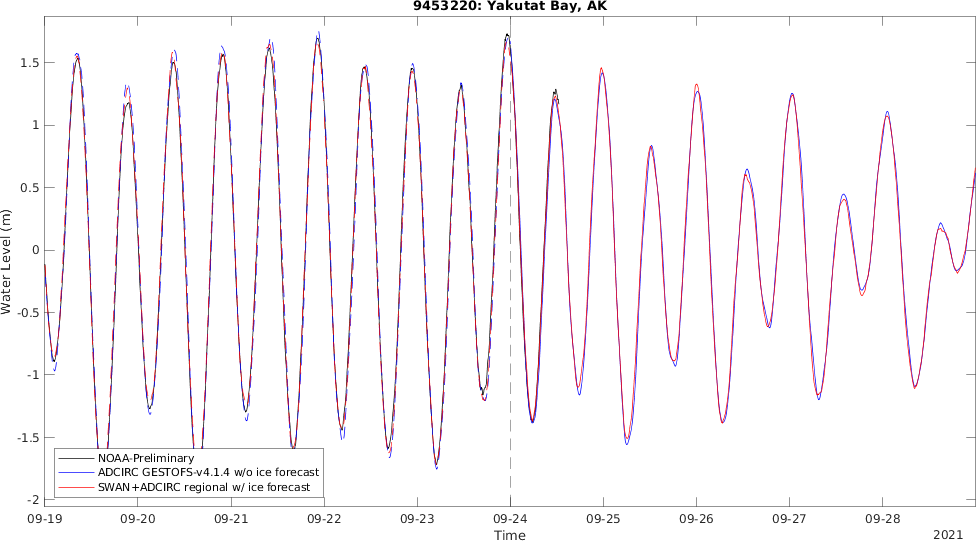 9453220: Yakutat Bay, AK
Water Level (m)
1.5
1
0.5
0
-0.5
-1
-1.5
-2
NOAA-Preliminary
ADCIRC GESTOFS-v4.1.4 w/o ice forecast
SWAN+ADCIRC regional w/ ice forecast
09-19 09-20 09-21 09-22 09-23 09-24 09-25 09-26 09-27 09-28
Time
2021